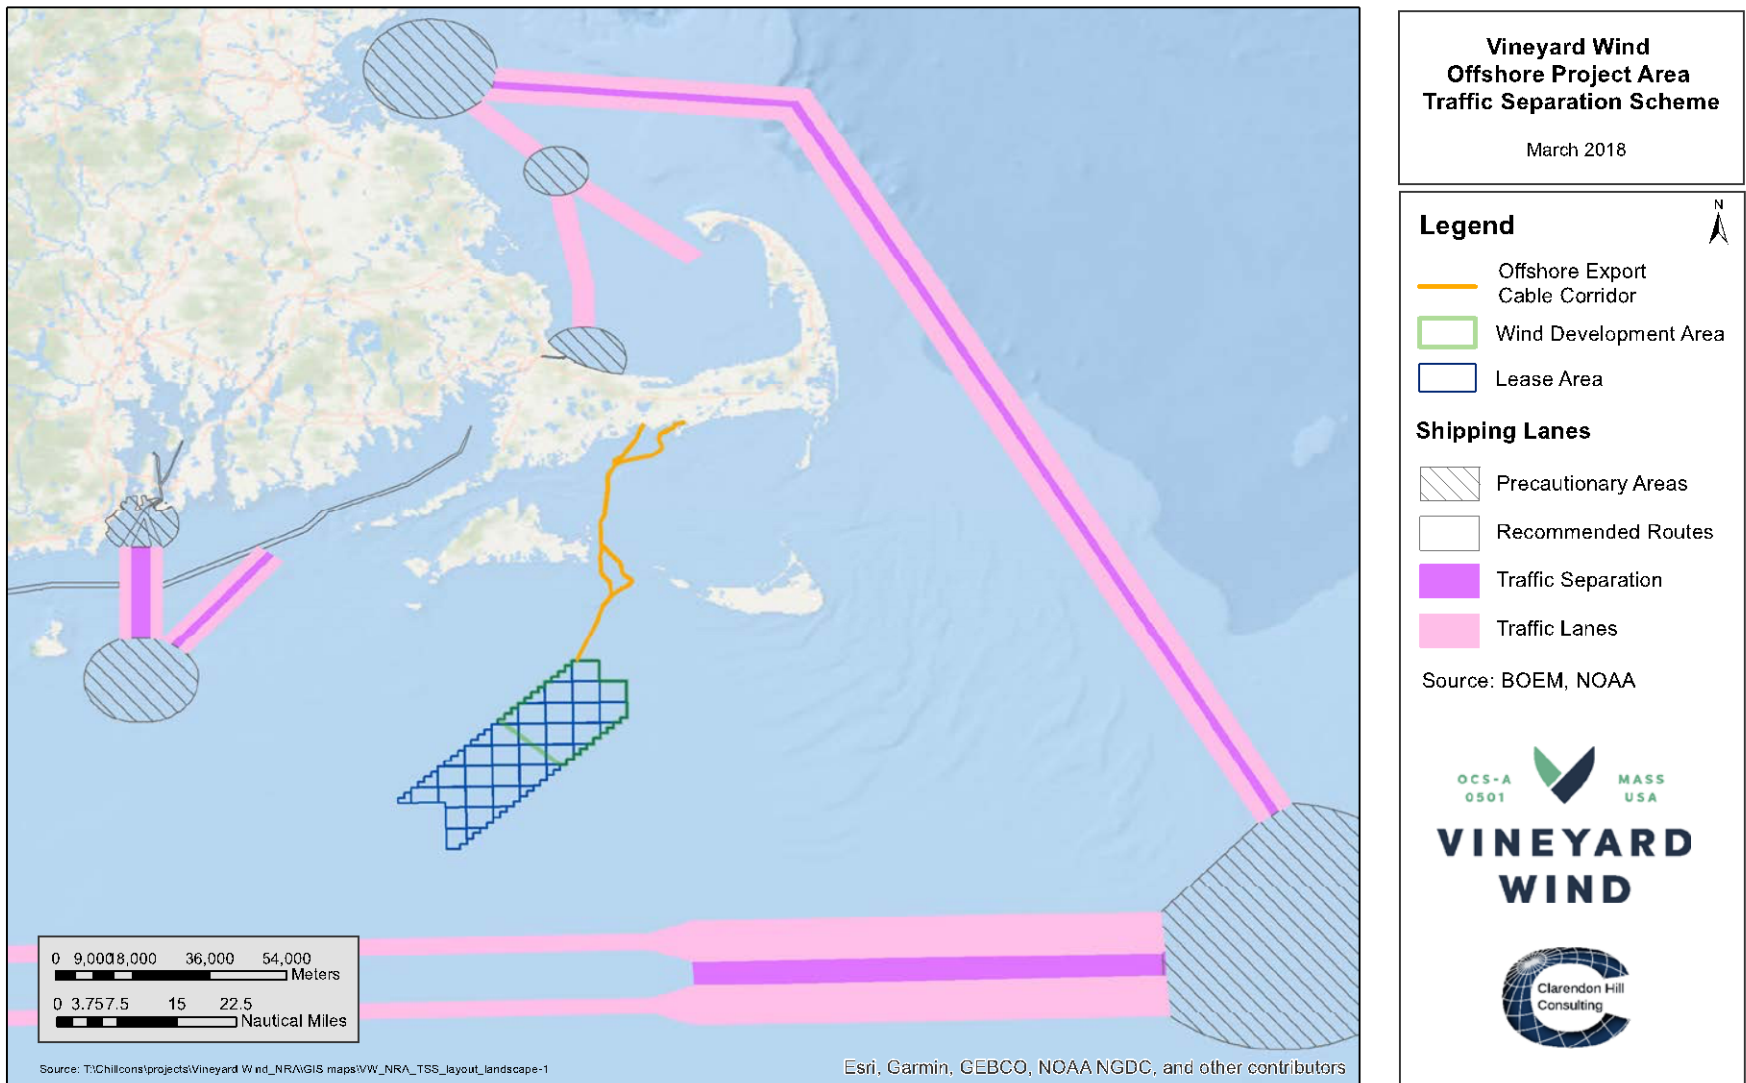 Vineyard Wind
Offshore Project Area
Traffic Separation Scheme
March 2018
Legend
N
Offshore Export
Cable Corridor
Wind Development Area
Lease Area
Shipping Lanes
Precautionary Areas
Recommended Routes
Traffic Separation
Traffic Lanes
Source: BOEM, NOAA
OCS-A
0501
MASS
USA
VINEYARD
WIND
Clarendon Hill
Consulting
0 9,000 18,000 36,000 54,000
Meters
0 3.75 7.5 15 22.5
Nautical Miles
Source: T:\Chillcons\projects\Vineyard Wind_NRA\GIS maps\VW_NRA_TSS_layout_landscape-1
Esri, Garmin, GEBCO, NOAA NGDC, and other contributors